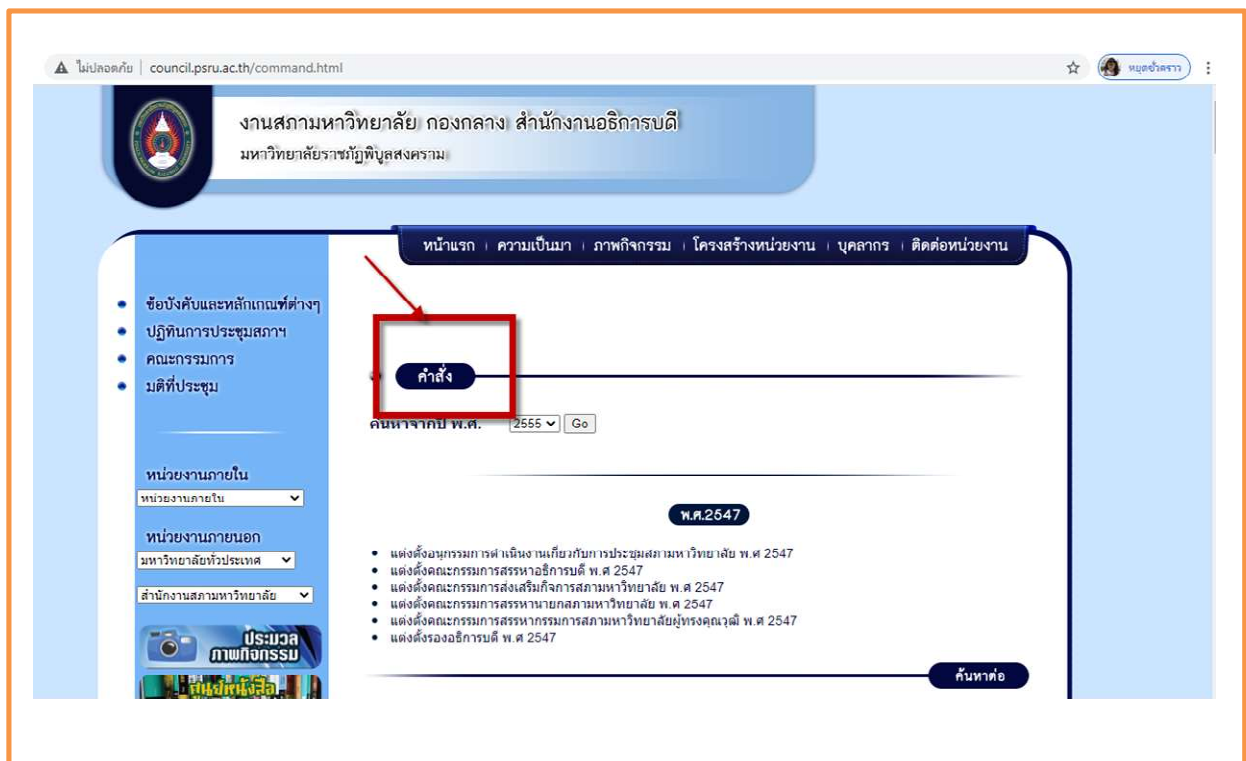 ไม่ปลอดภัย | council.psru.ac.th/command.html
หยุดชั่วคราว
งานสภามหาวิทยาลัย กองกลาง สำนักงานอธิการบดี
มหาวิทยาลัยราชภัฏพิบูลสงคราม
หน้าแรก | ความเป็นมา | ภาพกิจกรรม | โครงสร้างหน่วยงาน | บุคลากร | ติดต่อหน่วยงาน
ข้อบังคับและหลักเกณฑ์ต่างๆ
ปฏิทินการประชุมสภาฯ
คณะกรรมการ
มติที่ประชุม
หน่วยงานภายใน
หน่วยงานภายใน
หน่วยงานภายนอก
มหาวิทยาลัยทั่วประเทศ
สำนักงานสภามหาวิทยาลัย
ประมวล
ภาพกิจกรรม
ศูนย์หนังสือ
คำสั่ง
ค้นหาจากปี พ.ศ. 2555 Go
พ.ศ.2547
แต่งตั้งอนุกรรมการดำเนินงานเกี่ยวกับการประชุมสภามหาวิทยาลัย พ.ศ 2547
แต่งตั้งคณะกรรมการสรรหาอธิการบดี พ.ศ 2547
แต่งตั้งคณะกรรมการส่งเสริมกิจการสภามหาวิทยาลัย พ.ศ 2547
แต่งตั้งคณะกรรมการสรรหานายกสภามหาวิทยาลัย พ.ศ 2547
แต่งตั้งคณะกรรมการสรรหากรรมการสภามหาวิทยาลัยผู้ทรงคุณวุฒิ พ.ศ 2547
แต่งตั้งรองอธิการบดี พ.ศ 2547
ค้นหาต่อ